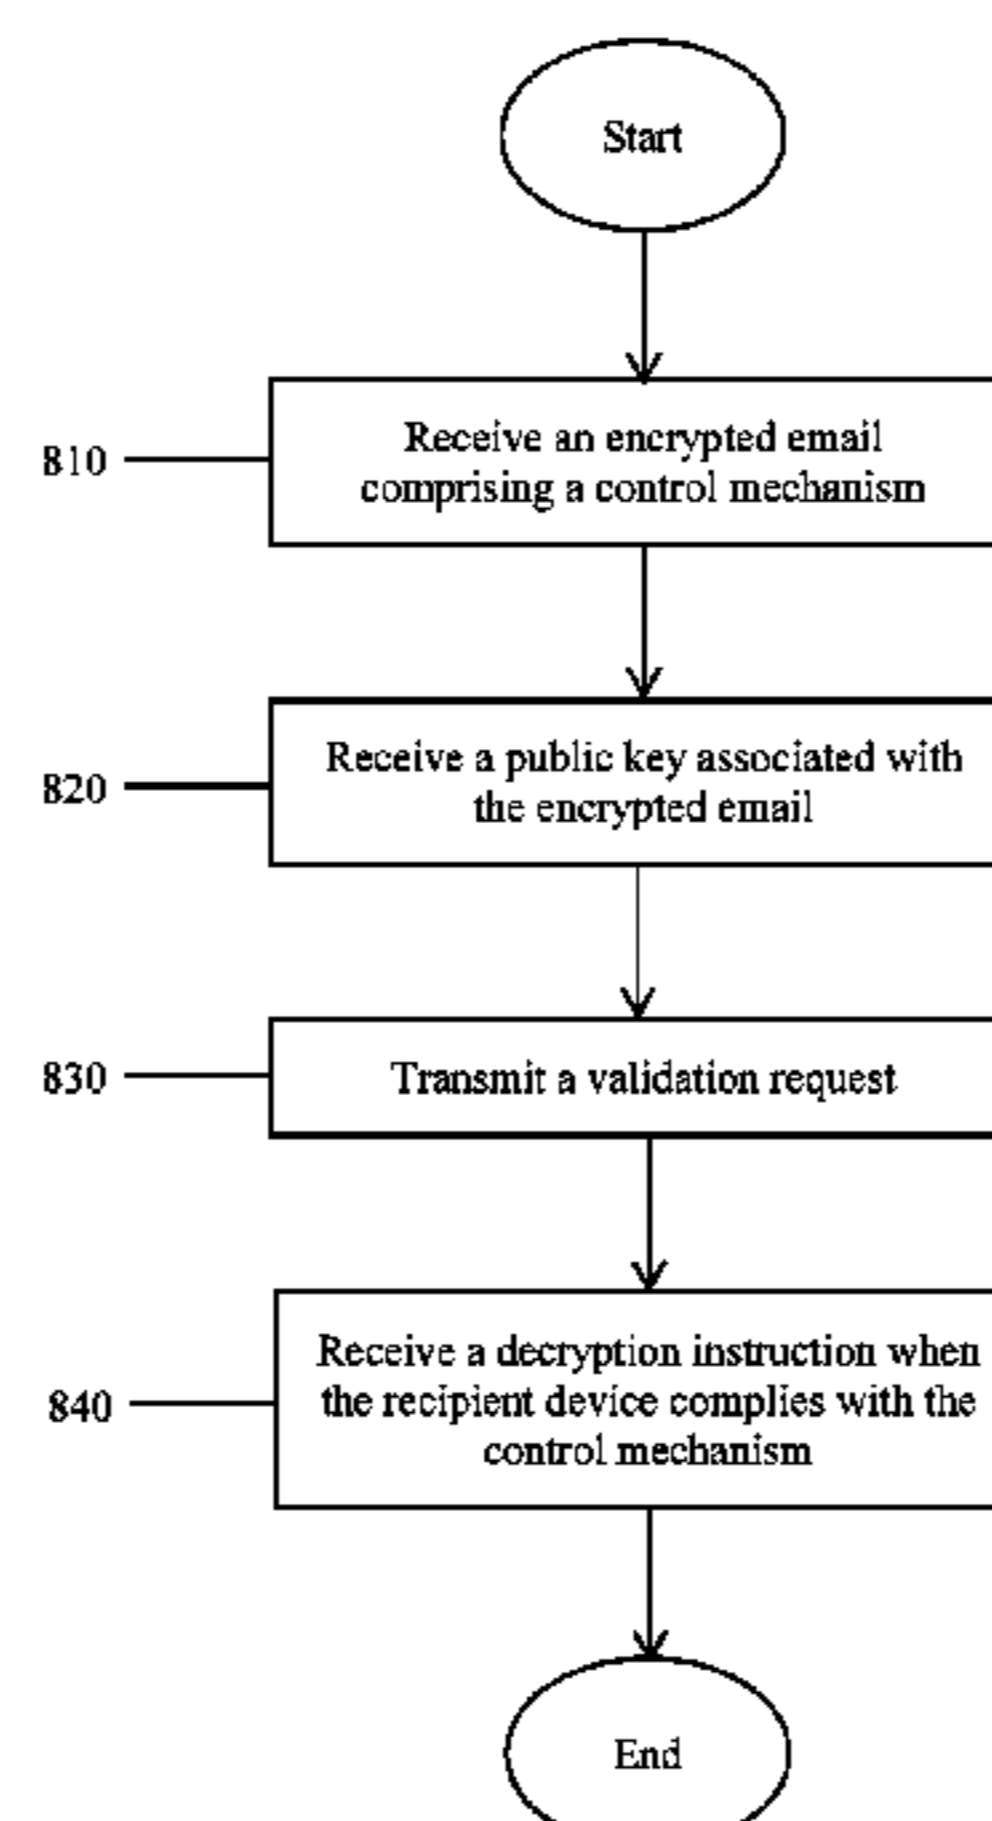 Start
810
Receive an encrypted email
comprising a control mechanism
820
Receive a public key associated with
the encrypted email
830
Transmit a validation request
840
Receive a decryption instruction when
the recipient device complies with the
control mechanism
End